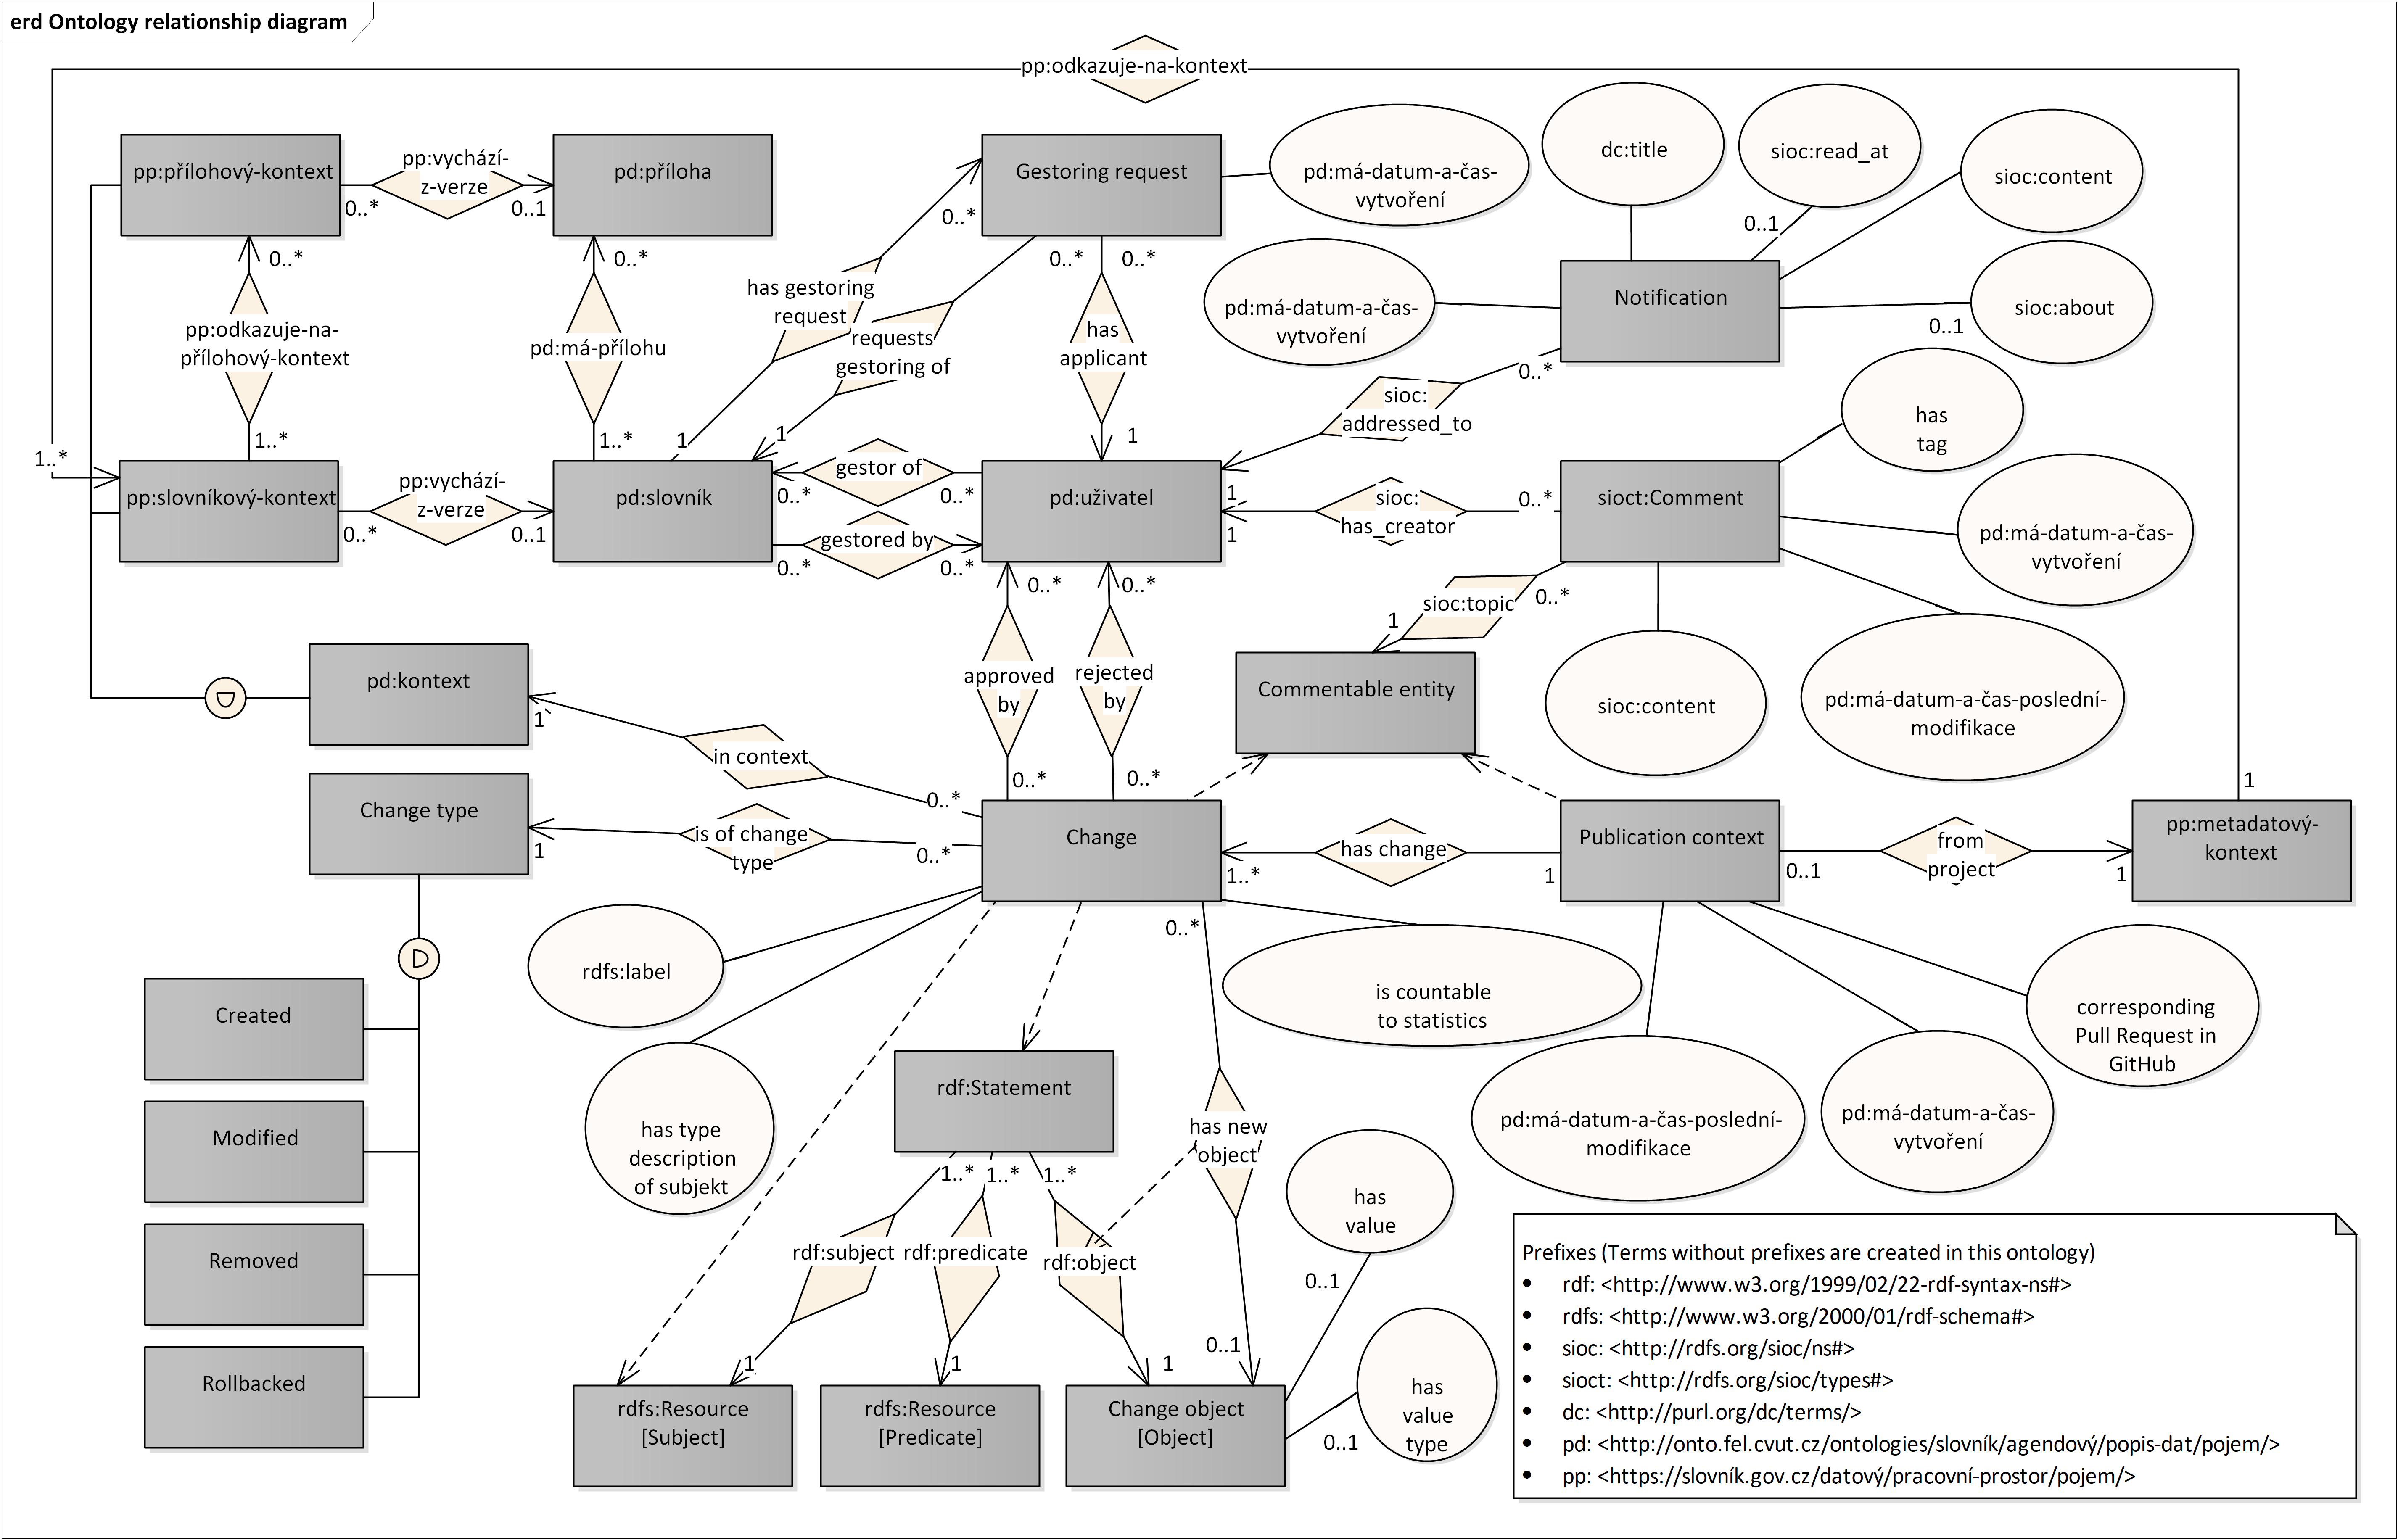 erd Ontology relationship diagram
pp:odkazuje-na-kontext
pp:přílohový-kontext
pp:vychází-
z-verze
0..*
0..1
pd:příloha
Gestoring request
pd:má-datum-a-čas-
vytvoření
dc:title
sioc:read_at
0..1
sioc:content
0..*
0..*
0..*
0..*
0..*
pp:odkazuje-na-
přílohový-kontext
pd:má-přílohu
has gestoring
request
requests
gestoring of
has
applicant
pd:má-datum-a-čas-
vytvoření
Notification
sioc:about
0..1
0..*
sioc:
addressed_to
has
tag
1..*
1..*
1..*
1
1
1
pp:slovníkový-kontext
pp:vychází-
z-verze
0..*
0..1
pd:slovník
gestor of
0..*
0..*
gestored by
0..*
0..*
pd:uživatel
1
1
sioc:
has_creator
0..*
sioct:Comment
pd:má-datum-a-čas-
vytvoření
0..*
0..*
sioc:topic
0..*
1
pd:kontext
1
in context
0..*
approved
by
0..*
rejected
by
0..*
Commentable entity
sioc:content
pd:má-datum-a-čas-poslední-
modifikace
1
Change type
1
is of change
type
0..*
Change
1..*
has change
1
Publication context
0..1
from
project
1
pp:metadatový-
kontext
0..*
rdfs:label
is countable
to statistics
Created
Modified
Removed
Rollbacked
has type
description
of subjekt
rdf:Statement
has new
object
pd:má-datum-a-čas-poslední-
modifikace
pd:má-datum-a-čas-
vytvoření
corresponding
Pull Request in
GitHub
1..*
1..*
1..*
rdf:subject
rdf:predicate
rdf:object
has
value
0..1
1
1
1
0..1
rdfs:Resource
[Subject]
rdfs:Resource
[Predicate]
Change object
[Object]
has
value
type
0..1
Prefixes (Terms without prefixes are created in this ontology)
• rdf: <http://www.w3.org/1999/02/22-rdf-syntax-ns#>
• rdfs: <http://www.w3.org/2000/01/rdf-schema#>
• sioc: <http://rdfs.org/sioc/ns#>
• sioct: <http://rdfs.org/sioc/types#>
• dc: <http://purl.org/dc/terms/>
• pd: <http://onto.fel.cvut.cz/ontologies/slovník/agendový/popis-dat/pojem/>
• pp: <https://slovník.gov.cz/datový/pracovní-prostor/pojem/>